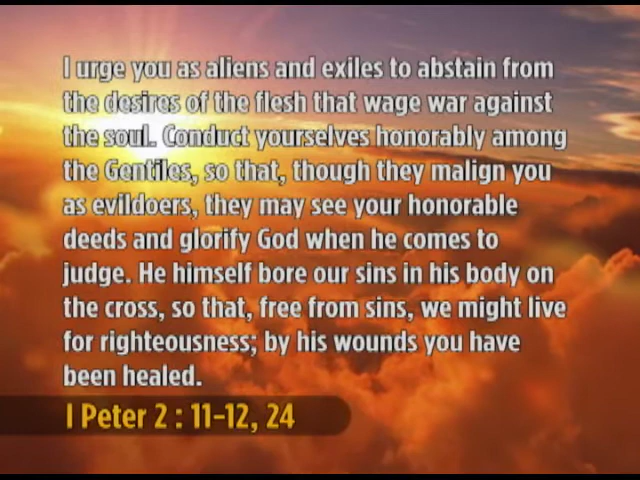 I urge you as aliens and exiles to abstain from
the desires of the flesh that wage war against
the soul. Conduct yourselves honorably among
the Gentiles, so that, though they malign you
as evildoers, they may see your honorable
deeds and glorify God when he comes to
judge. He himself bore our sins in his body on
the cross, so that, free from sins, we might live
for righteousness; by his wounds you have
been healed.
I Peter 2 : 11-12, 24